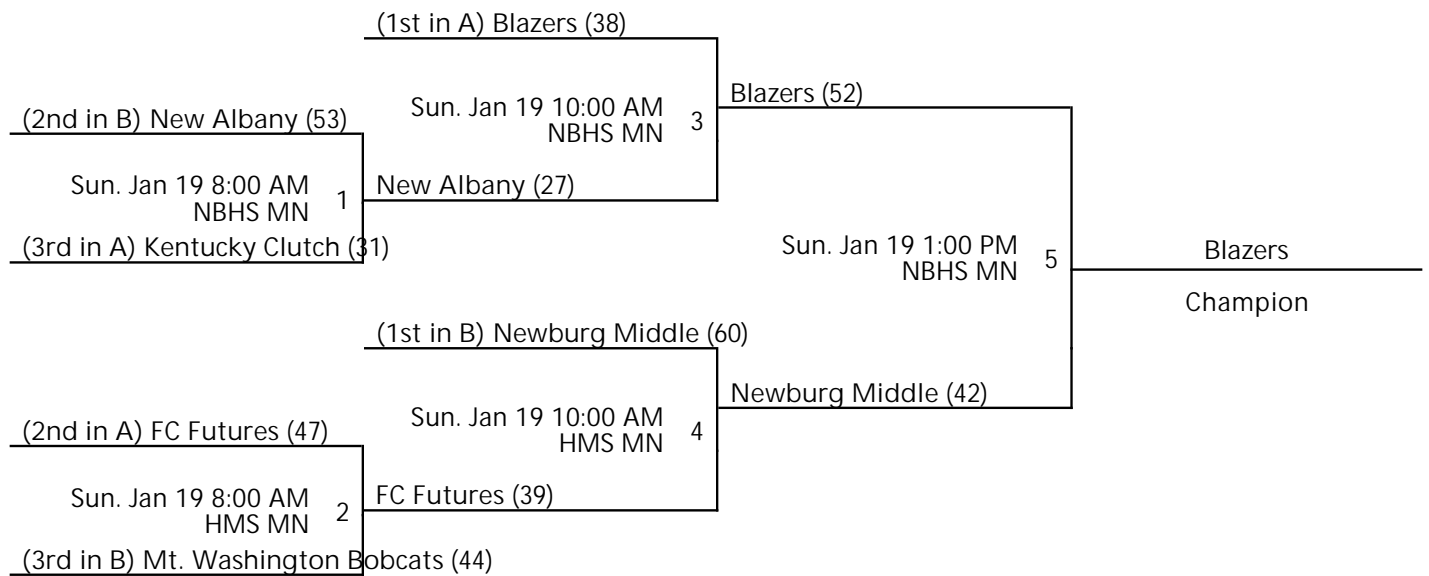 (1st in A) Blazers (38)
(2nd in B) New Albany (53)
Sun. Jan 19 10:00 AM
NBHS MN
3
Blazers (52)
Sun. Jan 19 8:00 AM
NBHS MN
1
New Albany (27)
(3rd in A) Kentucky Clutch (31)
Sun. Jan 19 1:00 PM
NBHS MN
5
Blazers
Champion
(1st in B) Newburg Middle (60)
(2nd in A) FC Futures (47)
Sun. Jan 19 10:00 AM
HMS MN
4
Newburg Middle (42)
Sun. Jan 19 8:00 AM
HMS MN
2
FC Futures (39)
(3rd in B) Mt. Washington Bobcats (44)